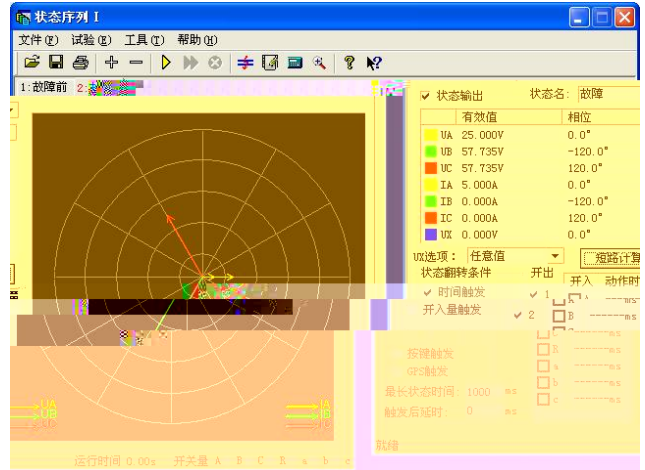 状态序列 I
文件(F) 试验(E) 工具(T) 帮助(H)
1:故障前 2:
状态输出 状态名: 故障
有效值 相位
UA 25.000V 0.0°
UB 57.735V -120.0°
UC 57.735V 120.0°
IA 5.000A 0.0°
IB 0.000A -120.0°
IC 0.000A 120.0°
UX 0.000V 0.0°
UX选项: 任意值 短路计算
状态翻转条件 开出 开入 动作时
时间触发 1 A ---ms
开入量触发 2 B ------ms
C ------ms
按键触发 R ------ms
GPS触发 a ------ms
最长状态时间: 1000 ms b ------ms
触发后延时: 0 ms c ------ms
UA IA
UB IB
就绪
运行时间 0.00s 开关量 A B C R a b c